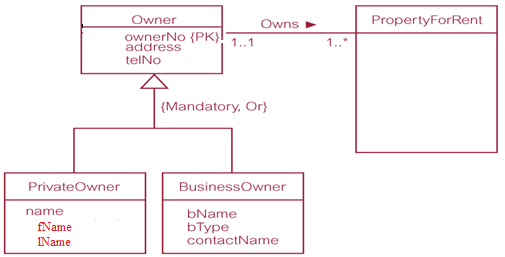 Owner
ownerNo {PK}
address
telNo
Owns ►
1..1
1..*
PropertyForRent
{Mandatory, Or}
PrivateOwner
name
fName
lName
BusinessOwner
bName
bType
contactName